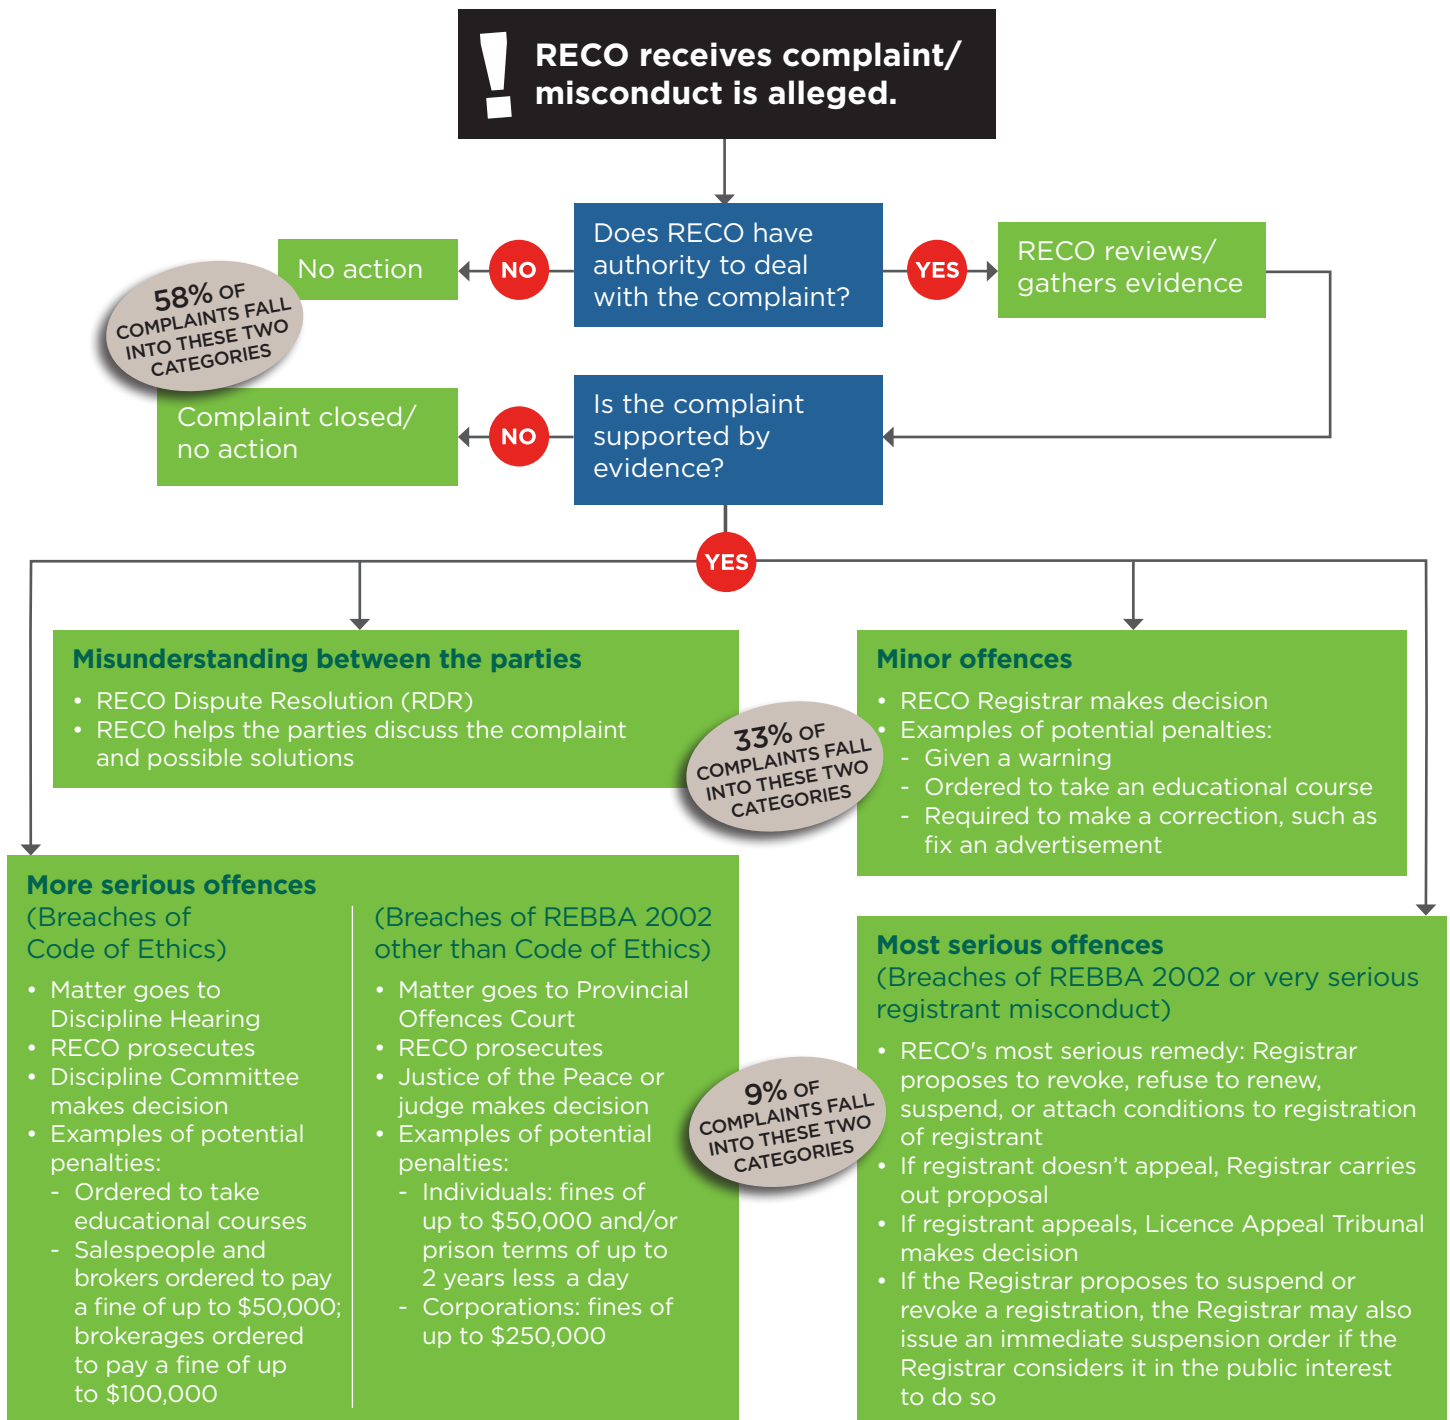 !
RECO receives complaint/
misconduct is alleged.
Does RECO have
authority to deal
with the complaint?
NO
No action
YES
RECO reviews/
gathers evidence
58% OF
COMPLAINTS FALL
INTO THESE TWO
CATEGORIES
Is the complaint
supported by
evidence?
NO
Complaint closed/
no action
YES
Misunderstanding between the parties
• RECO Dispute Resolution (RDR)
• RECO helps the parties discuss the complaint
and possible solutions
33% OF
COMPLAINTS FALL
INTO THESE TWO
CATEGORIES
Minor offences
• RECO Registrar makes decision
• Examples of potential penalties:
- Given a warning
- Ordered to take an educational course
- Required to make a correction, such as
fix an advertisement
More serious offences
(Breaches of
Code of Ethics)
• Matter goes to
Discipline Hearing
• RECO prosecutes
• Discipline Committee
makes decision
• Examples of potential
penalties:
- Ordered to take
educational courses
- Salespeople and
brokers ordered to pay
a fine of up to $50,000;
brokerages ordered
to pay a fine of up
to $100,000
(Breaches of REBBA 2002
other than Code of Ethics)
• Matter goes to Provincial
Offences Court
• RECO prosecutes
• Justice of the Peace or
judge makes decision
• Examples of potential
penalties:
- Individuals: fines of
up to $50,000 and/or
prison terms of up to
2 years less a day
- Corporations: fines of
up to $250,000
9% OF
COMPLAINTS FALL
INTO THESE TWO
CATEGORIES
Most serious offences
(Breaches of REBBA 2002 or very serious
registrant misconduct)
• RECO's most serious remedy: Registrar
proposes to revoke, refuse to renew,
suspend, or attach conditions to registration
of registrant
• If registrant doesn’t appeal, Registrar carries
out proposal
• If registrant appeals, Licence Appeal Tribunal
makes decision
• If the Registrar proposes to suspend or
revoke a registration, the Registrar may also
issue an immediate suspension order if the
Registrar considers it in the public interest
to do so